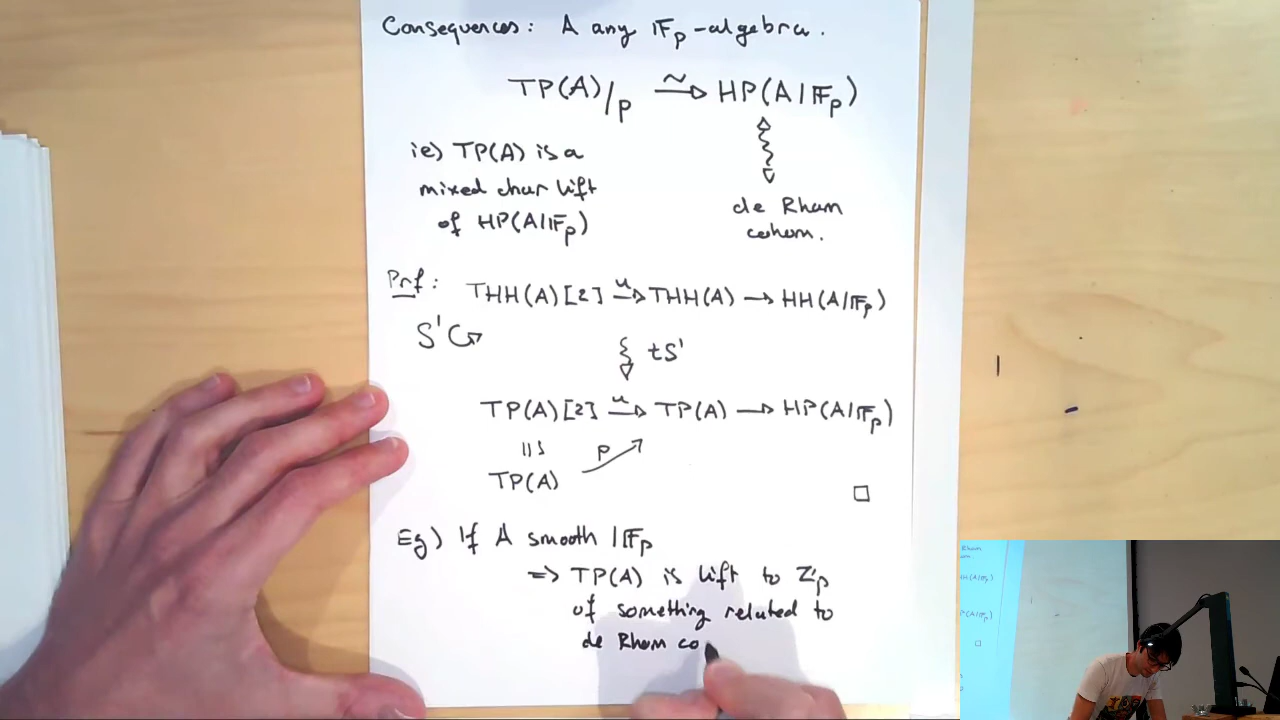 Consequences: A any 𝔽p-algebra.
TP(A)/p ⥲ HP(A/𝔽p)
ie) TP(A) is a
mixed char lift
of HP(A/𝔽p)
de Rham
cohom.
Prf: THH(A)[2] —u→ THH(A) → HH(A/𝔽p)
S¹
tS¹
TP(A)[2] —u→ TP(A) → HP(A/𝔽p)
TP(A) p
□
Eg) If A smooth /𝔽p
⇒ TP(A) is lift to ℤp
of something related to
de Rham co